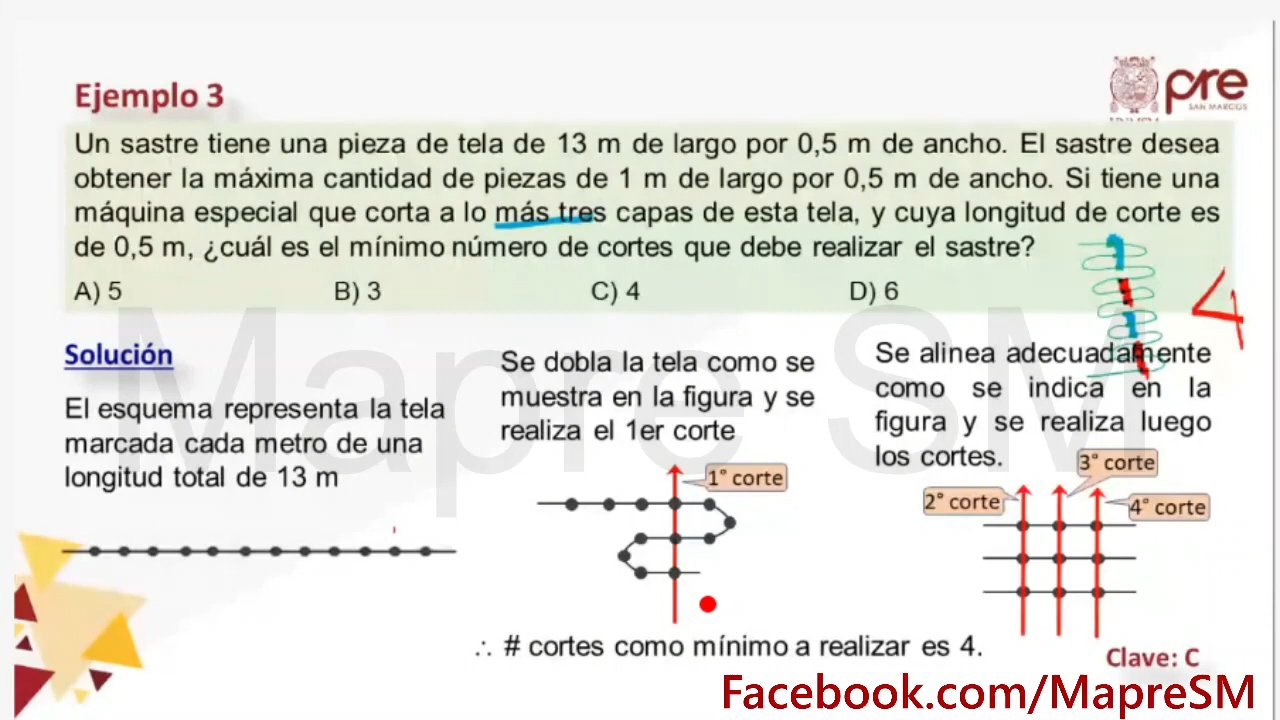 Ejemplo 3
pre
SAN MARCOS
Un sastre tiene una pieza de tela de 13 m de largo por 0,5 m de ancho. El sastre desea
obtener la máxima cantidad de piezas de 1 m de largo por 0,5 m de ancho. Si tiene una
máquina especial que corta a lo más tres capas de esta tela, y cuya longitud de corte es
de 0,5 m, ¿cuál es el mínimo número de cortes que debe realizar el sastre?
A) 5 B) 3 C) 4 D) 6
4
Solución
El esquema representa la tela
marcada cada metro de una
longitud total de 13 m
Se dobla la tela como se
muestra en la figura y se
realiza el 1er corte
1° corte
Se alinea adecuadamente
como se indica en la
figura y se realiza luego
los cortes.
3° corte
2° corte
4° corte
∴ # cortes como mínimo a realizar es 4.
Clave: C
Mapre SM
Facebook.com/MapreSM